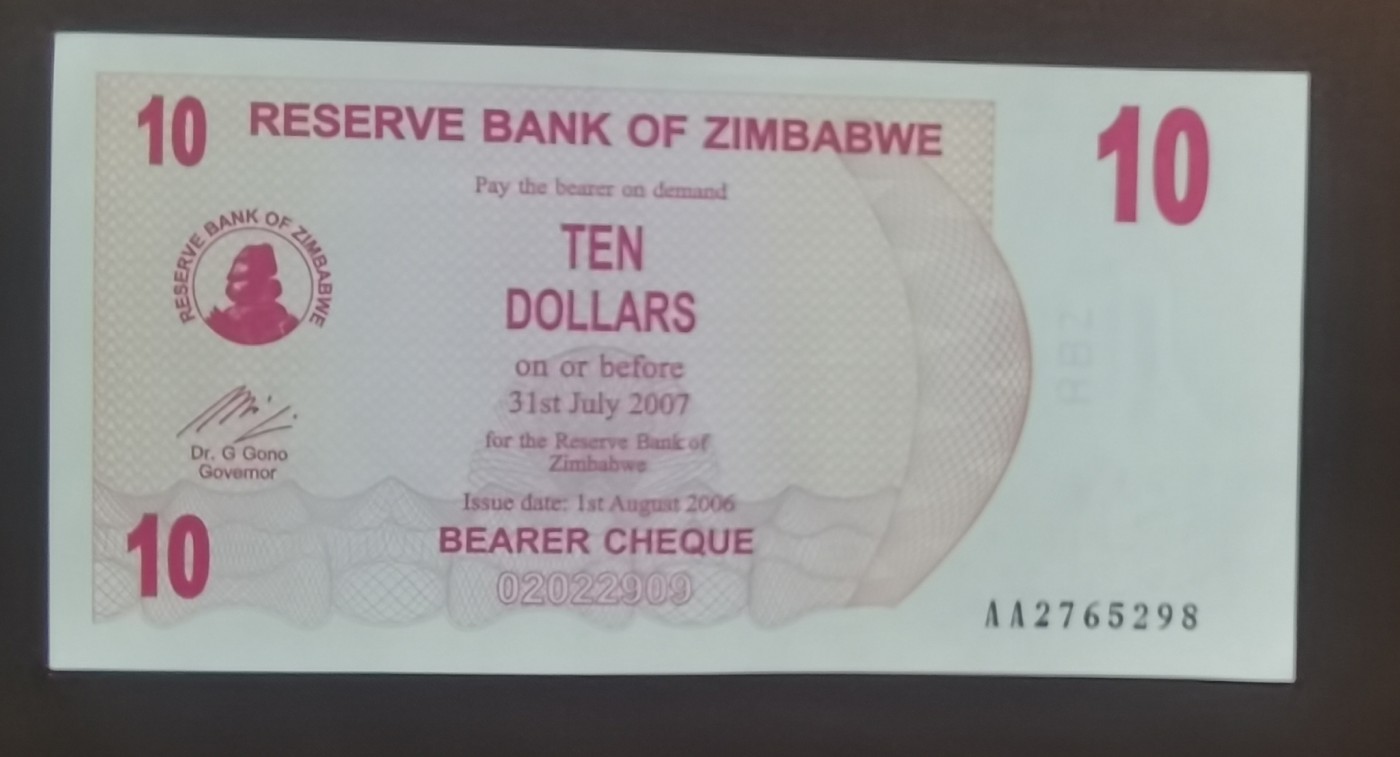 10 RESERVE BANK OF ZIMBABWE 10
Pay the bearer on demand
RESERVE BANK OF ZIMBABWE
TEN
DOLLARS
on or before
31st July 2007
for the Reserve Bank of
Zimbabwe
Dr. G Gono
Governor
Issue date: 1st August 2006
10 BEARER CHEQUE
02022909
AA2765298
RBZ